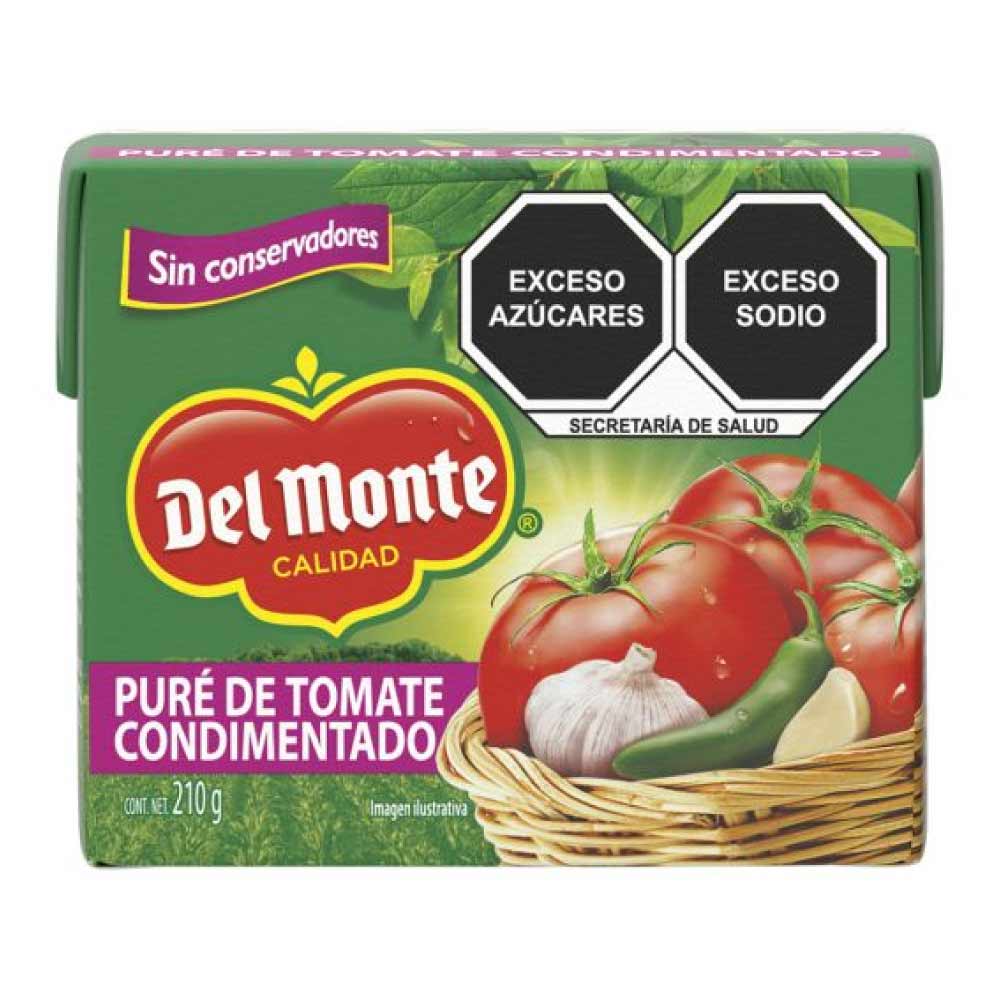 PURÉ DE TOMATE CONDIMENTADO
Sin conservadores
EXCESO
AZÚCARES
EXCESO
SODIO
SECRETARÍA DE SALUD
Del Monte
CALIDAD
®
PURÉ DE TOMATE
CONDIMENTADO
CONT. NET. 210 g
Imagen ilustrativa